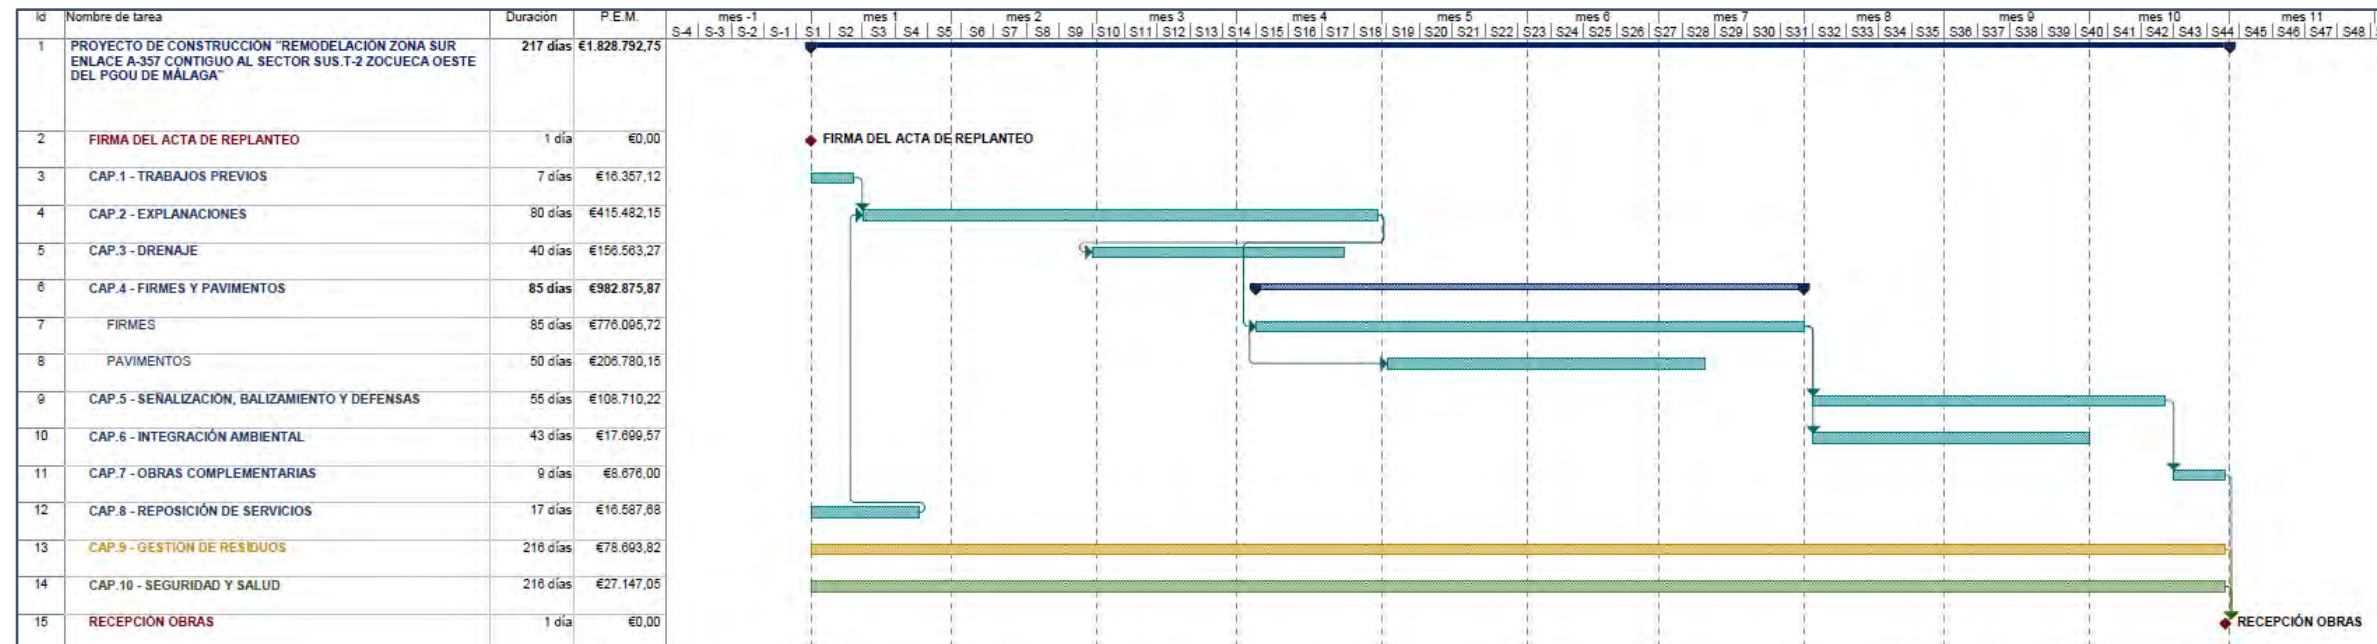 Id Nombre de tarea Duración P.E.M. mes -1 mes 1 mes 2 mes 3 mes 4 mes 5 mes 6 mes 7 mes 8 mes 9 mes 10 mes 11
S-4 S-3 S-2 S-1 S1 S2 S3 S4 S5 S6 S7 S8 S9 S10 S11 S12 S13 S14 S15 S16 S17 S18 S19 S20 S21 S22 S23 S24 S25 S26 S27 S28 S29 S30 S31 S32 S33 S34 S35 S36 S37 S38 S39 S40 S41 S42 S43 S44 S45 S46 S47 S48
1 PROYECTO DE CONSTRUCCIÓN "REMODELACIÓN ZONA SUR 217 días €1.828.792,75
ENLACE A-357 CONTIGUO AL SECTOR SUS.T-2 ZOCUECA OESTE
DEL PGOU DE MÁLAGA"
2 FIRMA DEL ACTA DE REPLANTEO 1 día €0,00 FIRMA DEL ACTA DE REPLANTEO
3 CAP.1 - TRABAJOS PREVIOS 7 días €16.357,12
4 CAP.2 - EXPLANACIONES 80 días €415.482,15
5 CAP.3 - DRENAJE 40 días €156.563,27
6 CAP.4 - FIRMES Y PAVIMENTOS 85 días €982.875,87
7 FIRMES 85 días €776.095,72
8 PAVIMENTOS 50 días €206.780,15
9 CAP.5 - SEÑALIZACIÓN, BALIZAMIENTO Y DEFENSAS 55 días €108.710,22
10 CAP.6 - INTEGRACIÓN AMBIENTAL 43 días €17.699,57
11 CAP.7 - OBRAS COMPLEMENTARIAS 9 días €8.676,00
12 CAP.8 - REPOSICIÓN DE SERVICIOS 17 días €16.587,68
13 CAP.9 - GESTIÓN DE RESIDUOS 216 días €78.693,82
14 CAP.10 - SEGURIDAD Y SALUD 216 días €27.147,05
15 RECEPCIÓN OBRAS 1 día €0,00 RECEPCIÓN OBRAS